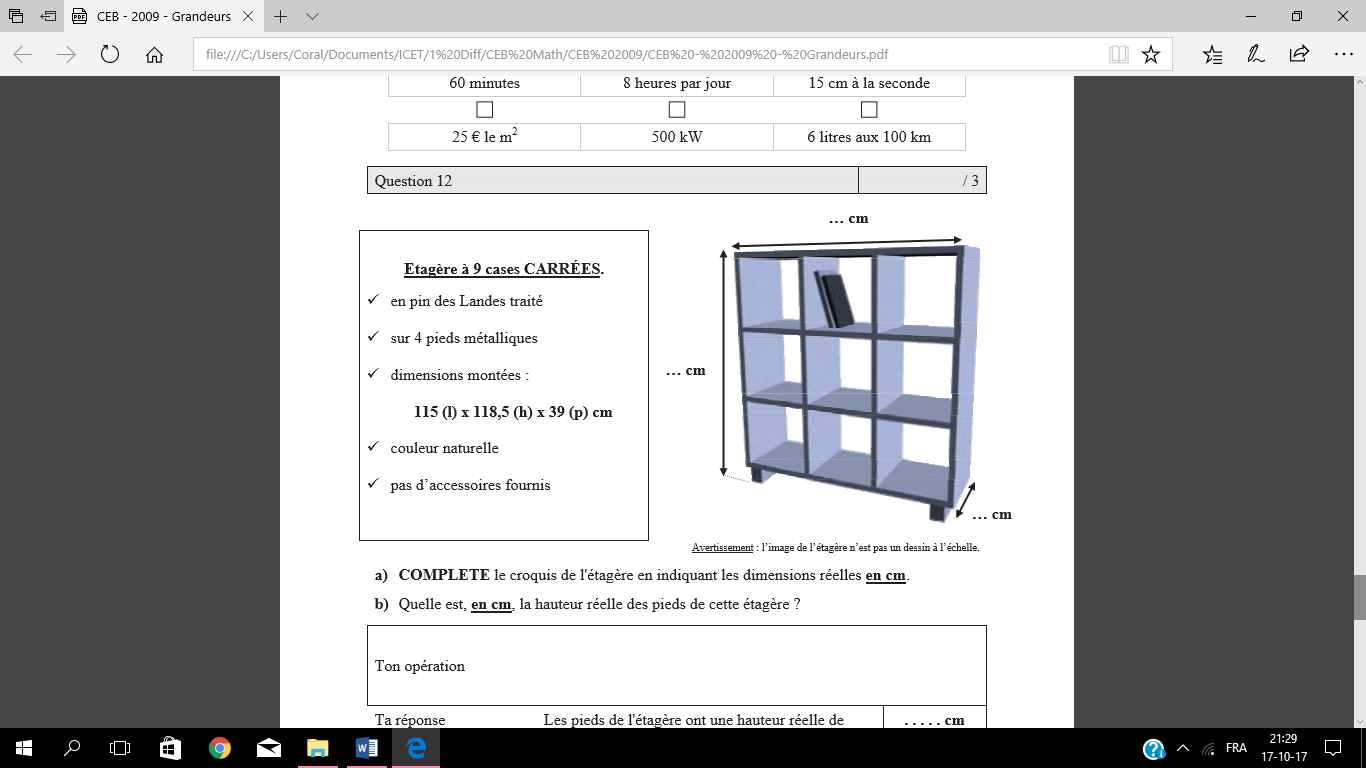 CEB - 2009 - Grandeurs
file:///C:/Users/Coral/Documents/ICET/1%20Diff/CEB%20Math/CEB%202009/CEB%20-%202009%20-%20Grandeurs.pdf
60 minutes 8 heures par jour 15 cm à la seconde
25 € le m² 500 kW 6 litres aux 100 km
Question 12 / 3
… cm
Etagère à 9 cases CARRÉES.
✓ en pin des Landes traité
✓ sur 4 pieds métalliques
✓ dimensions montées :
… cm
115 (l) x 118,5 (h) x 39 (p) cm
✓ couleur naturelle
✓ pas d’accessoires fournis
… cm
Avertissement : l’image de l’étagère n’est pas un dessin à l’échelle.
a) COMPLETE le croquis de l'étagère en indiquant les dimensions réelles en cm.
b) Quelle est, en cm, la hauteur réelle des pieds de cette étagère ?
Ton opération
Ta réponse Les pieds de l'étagère ont une hauteur réelle de . . . . . cm
FRA 21:29
17-10-17